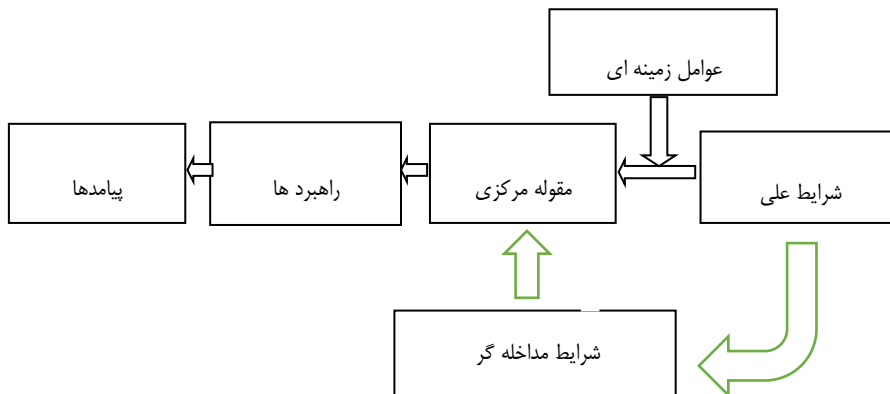 عوامل زمینه ای
شرایط علی
مقوله مرکزی
راهبرد ها
پیامدها
شرایط مداخله گر